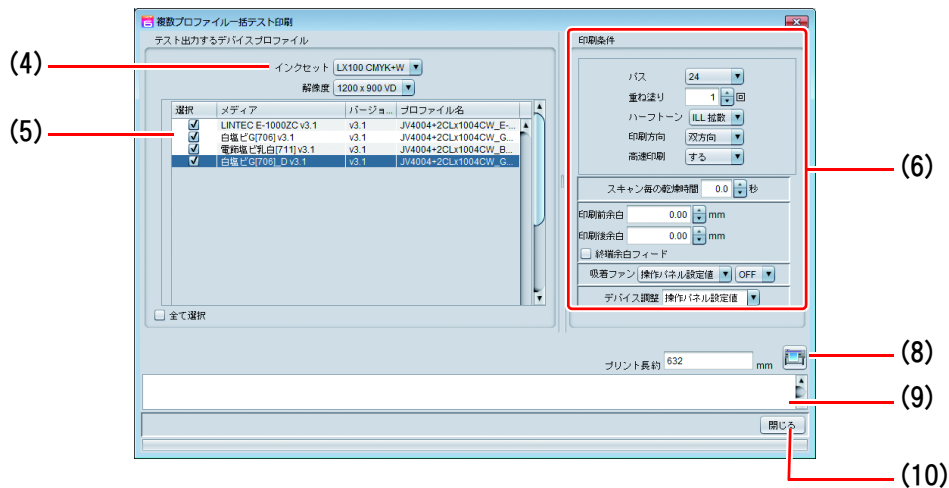 複数プロファイル一括テスト印刷
テスト出力するデバイスプロファイル
(4)
インクセット LX100 CMYK+W
解像度 1200 x 900 VD
(5)
選択 メディア バージョ... プロファイル名
LINTEC E-1000ZC v3.1 v3.1 JV4004+2CLx1004CW_E-...
白塩ビG[706] v3.1 v3.1 JV4004+2CLx1004CW_G...
電飾塩ビ乳白[711] v3.1 v3.1 JV4004+2CLx1004CW_B...
白塩ビG[706]_D v3.1 v3.1 JV4004+2CLx1004CW_G...
全て選択
印刷条件
パス 24
重ね塗り 1 回
ハーフトーン ILL 拡散
印刷方向 双方向
高速印刷 する
(6)
スキャン毎の乾燥時間 0.0 秒
印刷前余白 0.00 mm
印刷後余白 0.00 mm
終端余白フィード
吸着ファン 操作パネル設定値 OFF
デバイス調整 操作パネル設定値
プリント長約 632 mm
(8)
(9)
閉じる
(10)